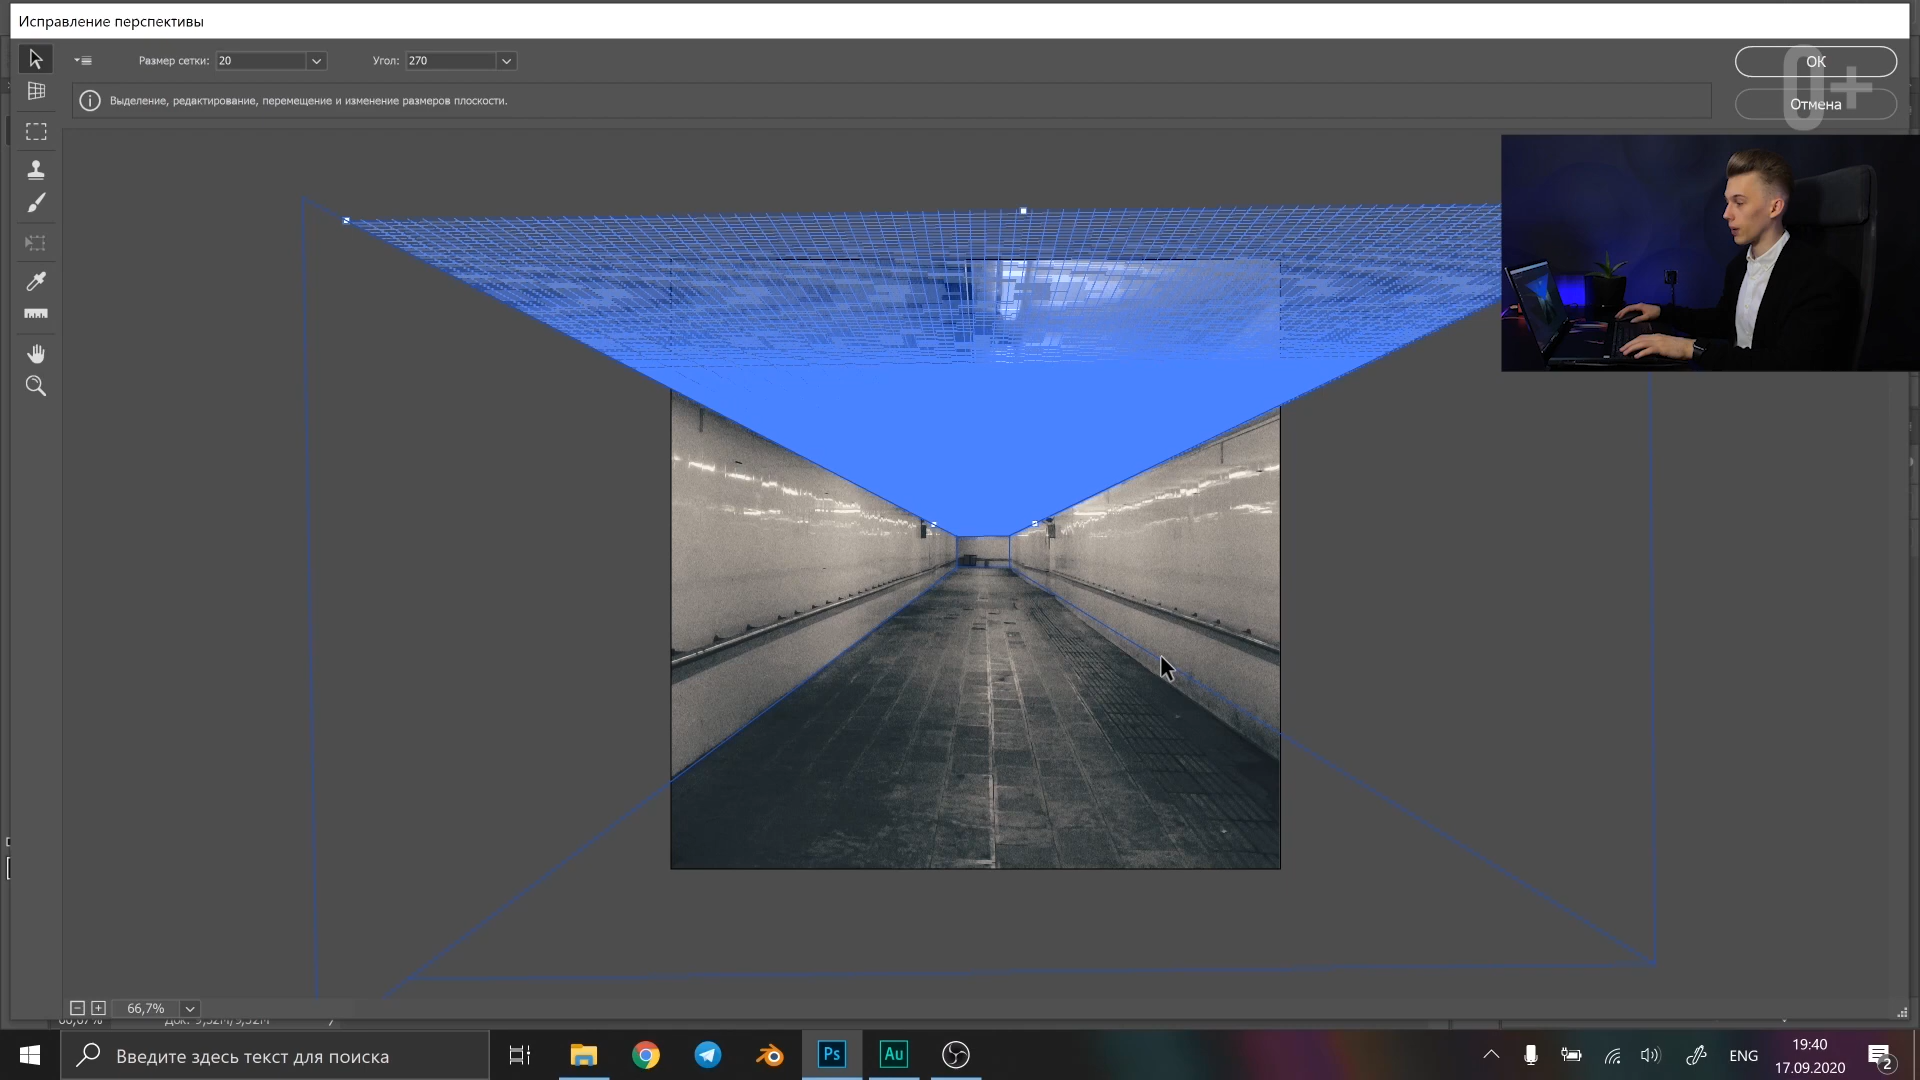 Исправление перспективы
Размер сетки: 20
Угол: 270
Выделение, редактирование, перемещение и изменение размеров плоскости.
ОК
Отмена
0+
66,7%
Введите здесь текст для поиска
Ps
Au
ENG
19:40
17.09.2020
2